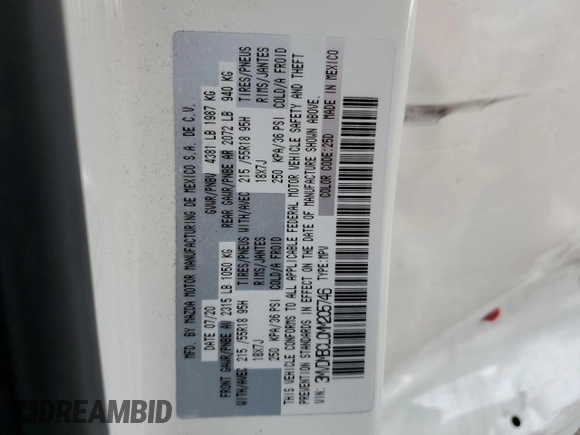 MFD. BY MAZDA MOTOR MANUFACTURING DE MEXICO S.A. DE C.V.
DATE 07/20 GVWR/PNBV 4381 LB 1987 KG
FRONT GAWR/PNBE AV 2315 LB 1050 KG REAR GAWR/PNBE AR 2072 LB 940 KG
WITH/AVEC 215 /55R18 95H TIRES/PNEUS WITH/AVEC 215 /55R18 95H TIRES/PNEUS
18X7J RIMS/JANTES 18X7J RIMS/JANTES
250 KPA/36 PSI COLD/A FROID 250 KPA/36 PSI COLD/A FROID
THIS VEHICLE CONFORMS TO ALL APPLICABLE FEDERAL MOTOR VEHICLE SAFETY AND THEFT
PREVENTION STANDARDS IN EFFECT ON THE DATE OF MANUFACTURE SHOWN ABOVE.
COLOR CODE:25D MADE IN MEXICO
VIN: 3MVDMBCL0MM205746 TYPE:MPV
DREAMBID